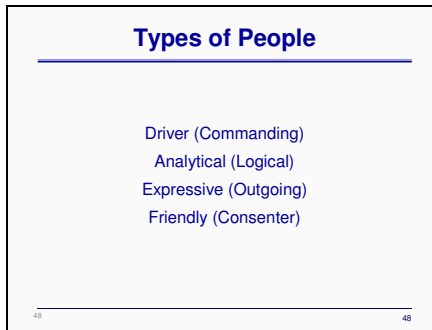 Types of People
Driver (Commanding)
Analytical (Logical)
Expressive (Outgoing)
Friendly (Consenter)
48
48